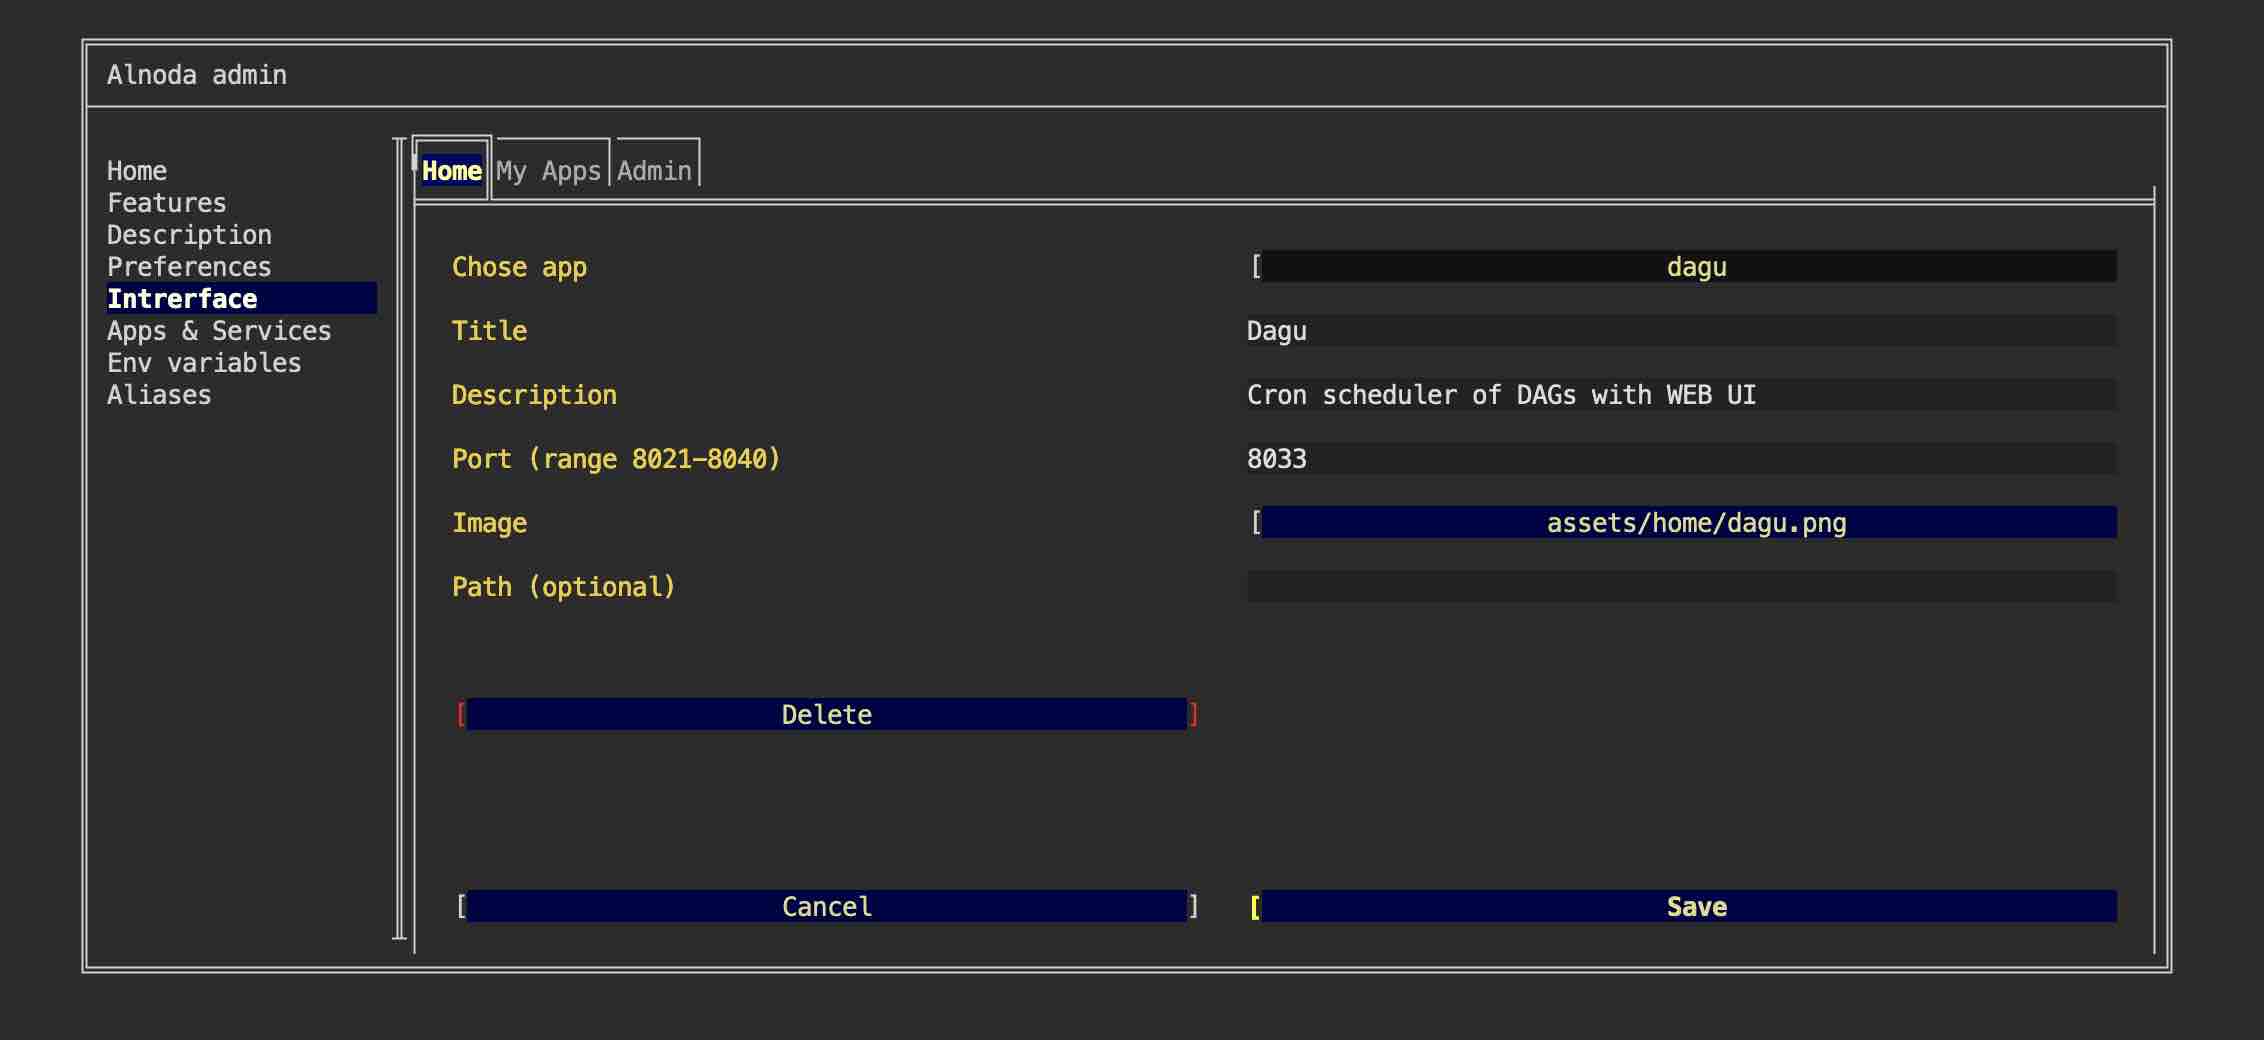 Alnoda admin
Home
Features
Description
Preferences
Intrerface
Apps & Services
Env variables
Aliases
Home My Apps Admin
Chose app [ dagu
Title Dagu
Description Cron scheduler of DAGs with WEB UI
Port (range 8021-8040) 8033
Image [ assets/home/dagu.png
Path (optional)
[ Delete ]
[ Cancel ] [ Save